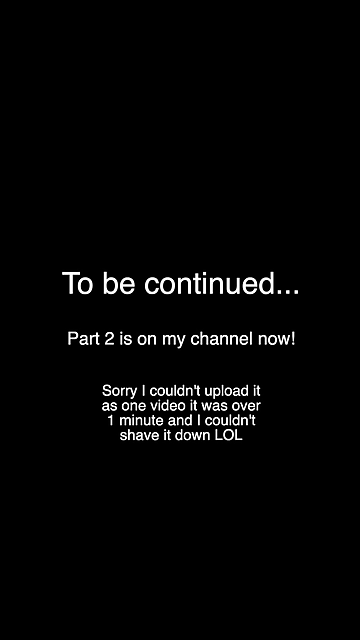 To be continued...
Part 2 is on my channel now!
Sorry I couldn't upload it
as one video it was over
1 minute and I couldn't
shave it down LOL